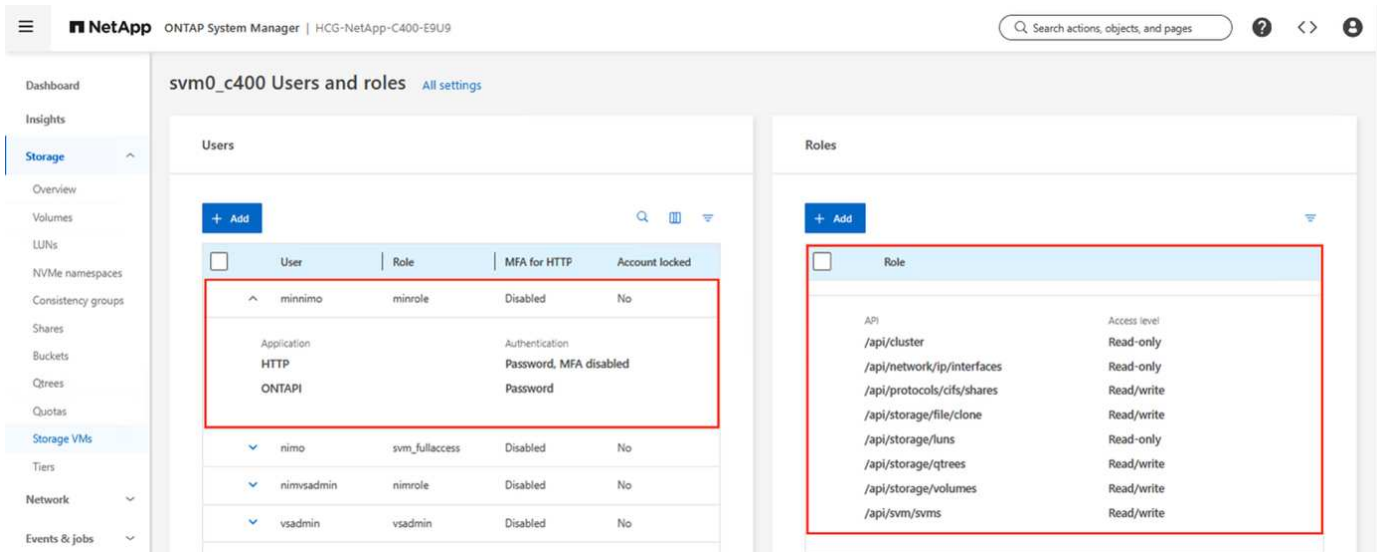 NetApp ONTAP System Manager | HCG-NetApp-C400-E9U9
Search actions, objects, and pages
Dashboard
Insights
Storage
Overview
Volumes
LUNs
NVMe namespaces
Consistency groups
Shares
Buckets
Qtrees
Quotas
Storage VMs
Tiers
Network
Events & jobs
svm0_c400 Users and roles All settings
Users
+ Add
User Role MFA for HTTP Account locked
minnimo minrole Disabled No
Application Authentication
HTTP Password, MFA disabled
ONTAPI Password
nimo svm_fullaccess Disabled No
nimvsadmin nimrole Disabled No
vsadmin vsadmin Disabled No
Roles
+ Add
Role
API Access level
/api/cluster Read-only
/api/network/ip/interfaces Read-only
/api/protocols/cifs/shares Read/write
/api/storage/file/clone Read/write
/api/storage/luns Read-only
/api/storage/qtrees Read/write
/api/storage/volumes Read/write
/api/svm/svms Read/write